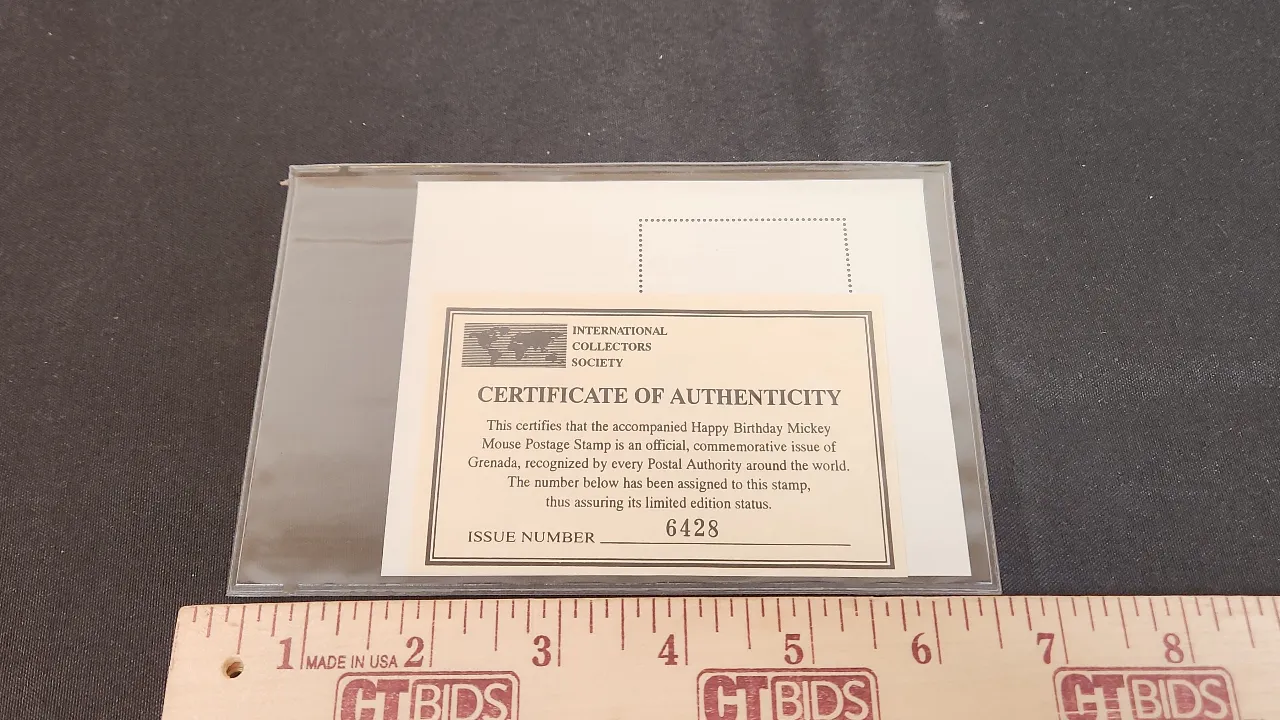 INTERNATIONAL
COLLECTORS
SOCIETY
CERTIFICATE OF AUTHENTICITY
This certifies that the accompanied Happy Birthday Mickey
Mouse Postage Stamp is an official, commemorative issue of
Grenada, recognized by every Postal Authority around the world.
The number below has been assigned to this stamp,
thus assuring its limited edition status.
ISSUE NUMBER 6428
1 MADE IN USA 2 3 4 5 6 7 8
CTBIDS CTBIDS CTBIDS